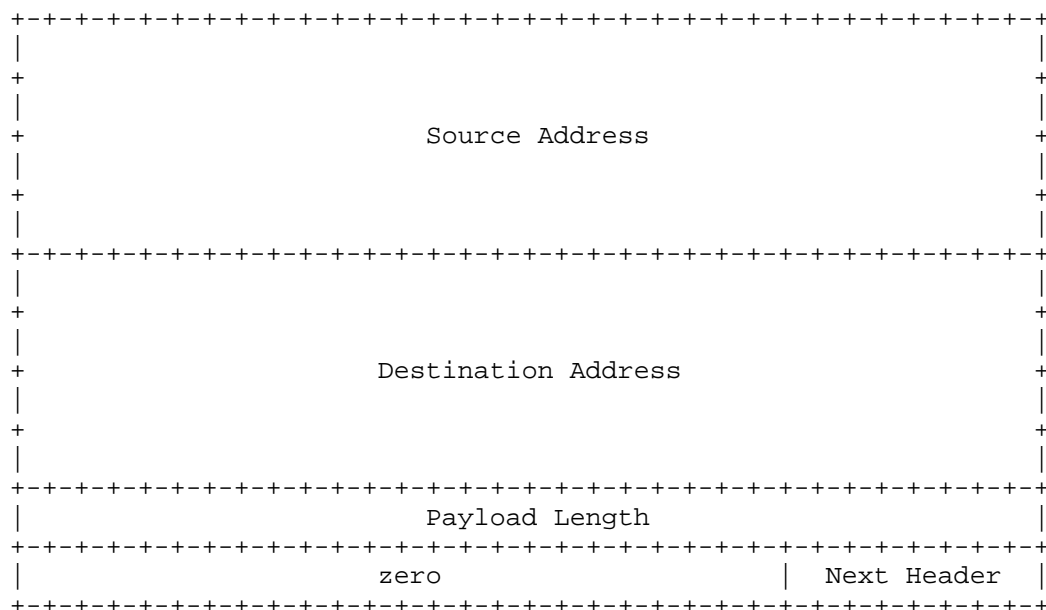 Source Address
Destination Address
Payload Length
zero Next Header